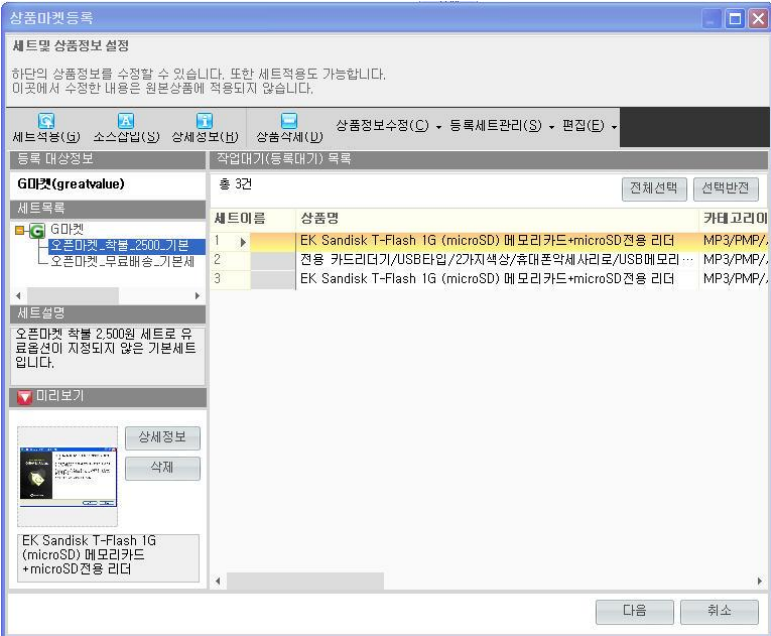 상품마켓등록
세트및 상품정보 설정
하단의 상품정보를 수정할 수 있습니다. 또한 세트적용도 가능합니다.
이곳에서 수정한 내용은 원본상품에 적용되지 않습니다.
세트적용(G) 소스삽입(S) 상세정보(H) 상품삭제(D) 상품정보수정(C) 등록세트관리(S) 편집(E)
등록 대상정보
G마켓(greatvalue)
세트목록
G마켓
오픈마켓_착불_2500_기본
오픈마켓_무료배송_기본세
세트설명
오픈마켓 착불 2,500원 세트로 유
료옵션이 지정되지 않은 기본세트
입니다.
미리보기
상세정보
삭제
EK Sandisk T-Flash 1G
(microSD) 메모리카드
+microSD전용 리더
작업대기(등록대기) 목록
총 3건
전체선택 선택반전
세트이름 상품명 카테고리이
1 EK Sandisk T-Flash 1G (microSD) 메모리카드+microSD전용 리더 MP3/PMP/
2 전용 카드리더기/USB타입/2가지색상/휴대폰악세사리로/USB메모리… MP3/PMP/
3 EK Sandisk T-Flash 1G (microSD) 메모리카드+microSD전용 리더 MP3/PMP/
다음 취소